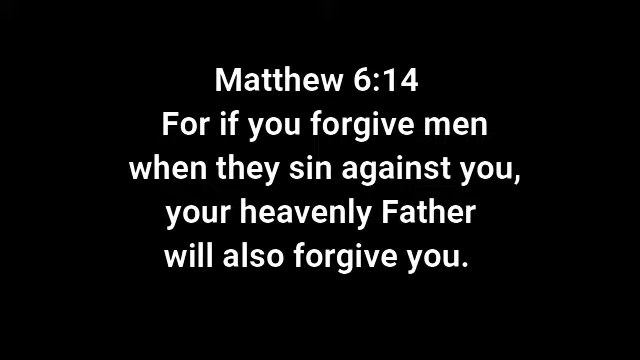 Matthew 6:14
For if you forgive men
when they sin against you,
your heavenly Father
will also forgive you.